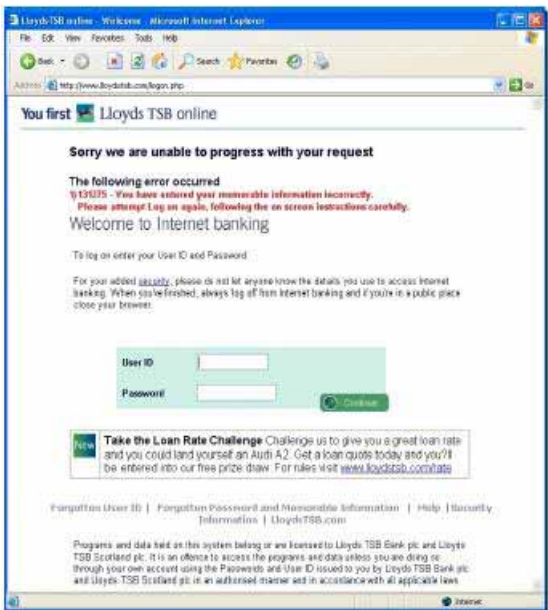 Lloyds TSB online - Welcome - Microsoft Internet Explorer
File Edit View Favorites Tools Help
Back Search Favorites
Address http://www.lloydstsb.com/logon.php Go
You first Lloyds TSB online
Sorry we are unable to progress with your request
The following error occurred
1) 131275 - You have entered your memorable information incorrectly.
Please attempt Log on again, following the on screen instructions carefully.
Welcome to Internet banking
To log on enter your User ID and Password
For your added security, please do not let anyone know the details you use to access Internet
banking. When you've finished, always log off from Internet banking and if you're in a public place
close your browser.
User ID
Password
Continue
New
Take the Loan Rate Challenge Challenge us to give you a great loan rate
and you could land yourself an Audi A2. Get a loan quote today and you?ll
be entered into our free prize draw. For rules visit www.lloydstsb.com/rate
Forgotten User ID | Forgotten Password and Memorable Information | Help | Security
Information | LloydsTSB.com
Programs and data held on this system belong or are licensed to Lloyds TSB Bank plc and Lloyds
TSB Scotland plc. It is an offence to access the programs and data unless you are doing so
through your own account using the Passwords and User ID issued to you by Lloyds TSB Bank plc
and Lloyds TSB Scotland plc in an authorised manner and in accordance with all applicable laws
Internet